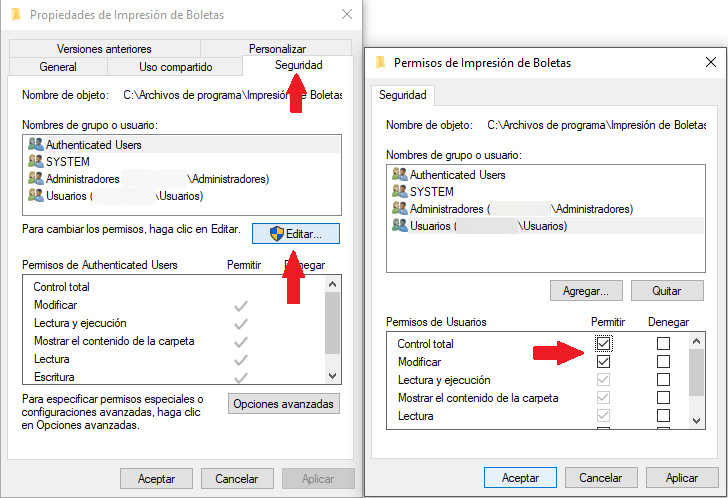 Propiedades de Impresión de Boletas
Versiones anteriores
Personalizar
General
Uso compartido
Seguridad
Nombre de objeto:
C:\Archivos de programa\Impresión de Boletas
Nombres de grupo o usuario:
Authenticated Users
SYSTEM
Administradores \Administradores)
Usuarios ( \Usuarios)
Para cambiar los permisos, haga clic en Editar.
Editar...
Permisos de Authenticated Users
Permitir
Denegar
Control total
Modificar
Lectura y ejecución
Mostrar el contenido de la carpeta
Lectura
Escritura
Para especificar permisos especiales o
configuraciones avanzadas, haga clic
en Opciones avanzadas.
Opciones avanzadas
Aceptar
Cancelar
Aplicar
Permisos de Impresión de Boletas
Seguridad
Nombre de objeto:
C:\Archivos de programa\Impresión de Boletas
Nombres de grupo o usuario:
Authenticated Users
SYSTEM
Administradores ( \Administradores)
Usuarios ( \Usuarios)
Agregar...
Quitar
Permisos de Usuarios
Permitir
Denegar
Control total
Modificar
Lectura y ejecución
Mostrar el contenido de la carpeta
Lectura
Aceptar
Cancelar
Aplicar